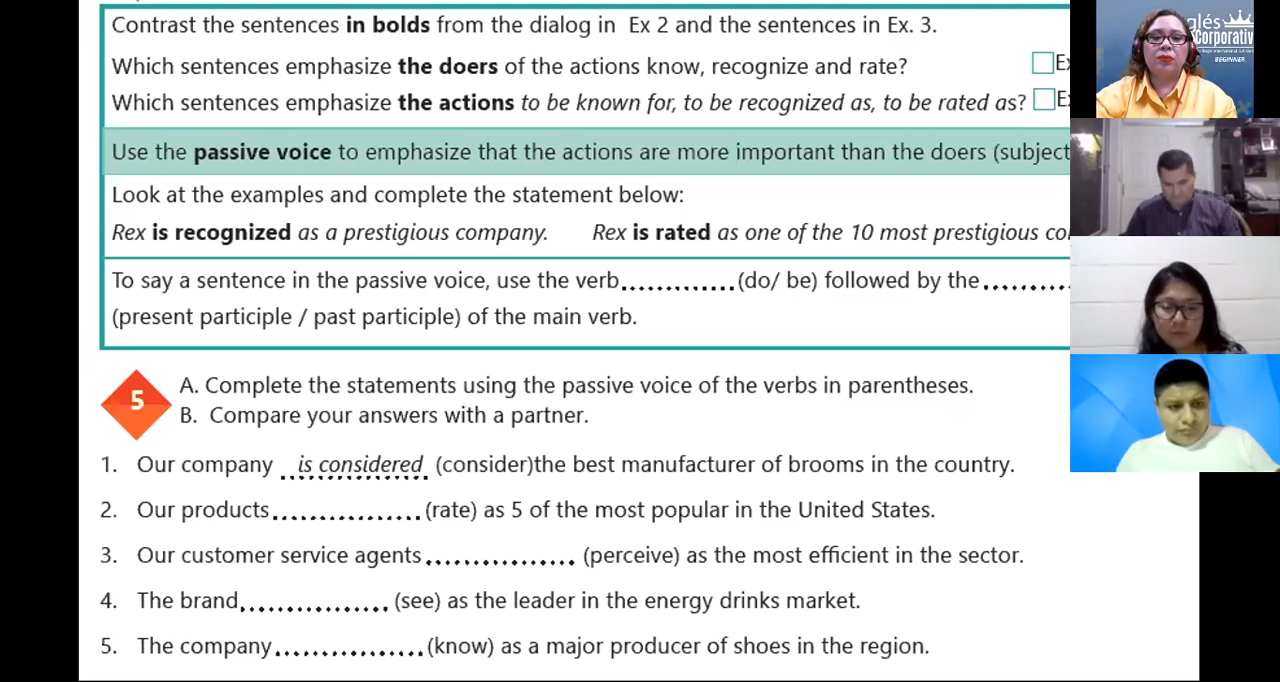 Contrast the sentences in bolds from the dialog in Ex 2 and the sentences in Ex. 3.
Which sentences emphasize the doers of the actions know, recognize and rate?
Which sentences emphasize the actions to be known for, to be recognized as, to be rated as?
Use the passive voice to emphasize that the actions are more important than the doers (subject
Look at the examples and complete the statement below:
Rex is recognized as a prestigious company. Rex is rated as one of the 10 most prestigious
To say a sentence in the passive voice, use the verb............. (do/ be) followed by the..........
(present participle / past participle) of the main verb.
5
A. Complete the statements using the passive voice of the verbs in parentheses.
B. Compare your answers with a partner.
1. Our company is considered (consider)the best manufacturer of brooms in the country.
2. Our products................ (rate) as 5 of the most popular in the United States.
3. Our customer service agents................ (perceive) as the most efficient in the sector.
4. The brand................ (see) as the leader in the energy drinks market.
5. The company................ (know) as a major producer of shoes in the region.
glés
Corporativ
BEGINNER